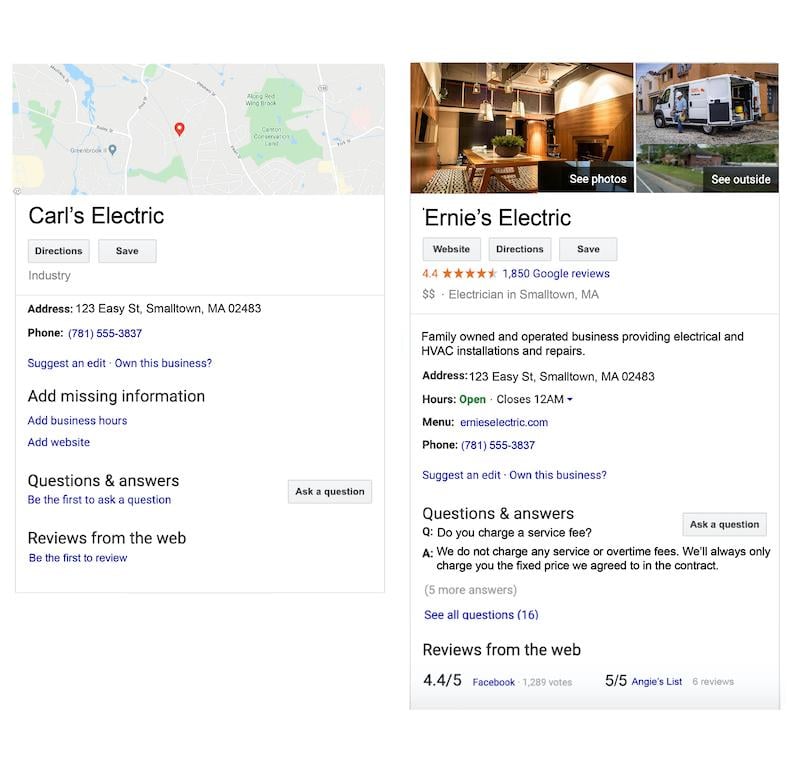 Greenbrook II
Along Red
Wing Brook
Canton
Conservation
Land
Carl's Electric
Directions
Save
Industry
Address: 123 Easy St, Smalltown, MA 02483
Phone: (781) 555-3837
Suggest an edit · Own this business?
Add missing information
Add business hours
Add website
Questions & answers
Be the first to ask a question
Ask a question
Reviews from the web
Be the first to review
See photos
See outside
Ernie's Electric
Website
Directions
Save
4.4 1,850 Google reviews
$$ · Electrician in Smalltown, MA
Family owned and operated business providing electrical and
HVAC installations and repairs.
Address: 123 Easy St, Smalltown, MA 02483
Hours: Open · Closes 12AM
Menu: ernieselectric.com
Phone: (781) 555-3837
Suggest an edit · Own this business?
Questions & answers
Ask a question
Q: Do you charge a service fee?
A: We do not charge any service or overtime fees. We'll always only
charge you the fixed price we agreed to in the contract.
(5 more answers)
See all questions (16)
Reviews from the web
4.4/5 Facebook · 1,289 votes
5/5 Angie's List 6 reviews